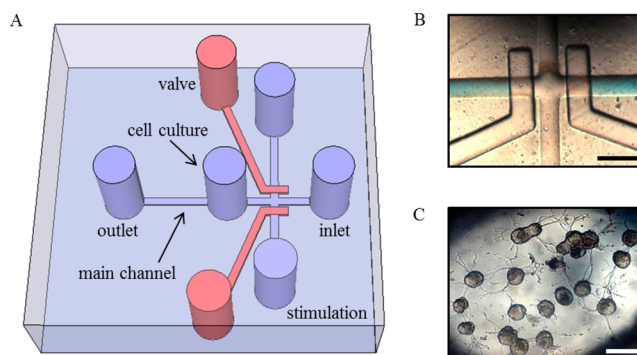 A
B
valve
cell culture
outlet
inlet
main channel
stimulation
C